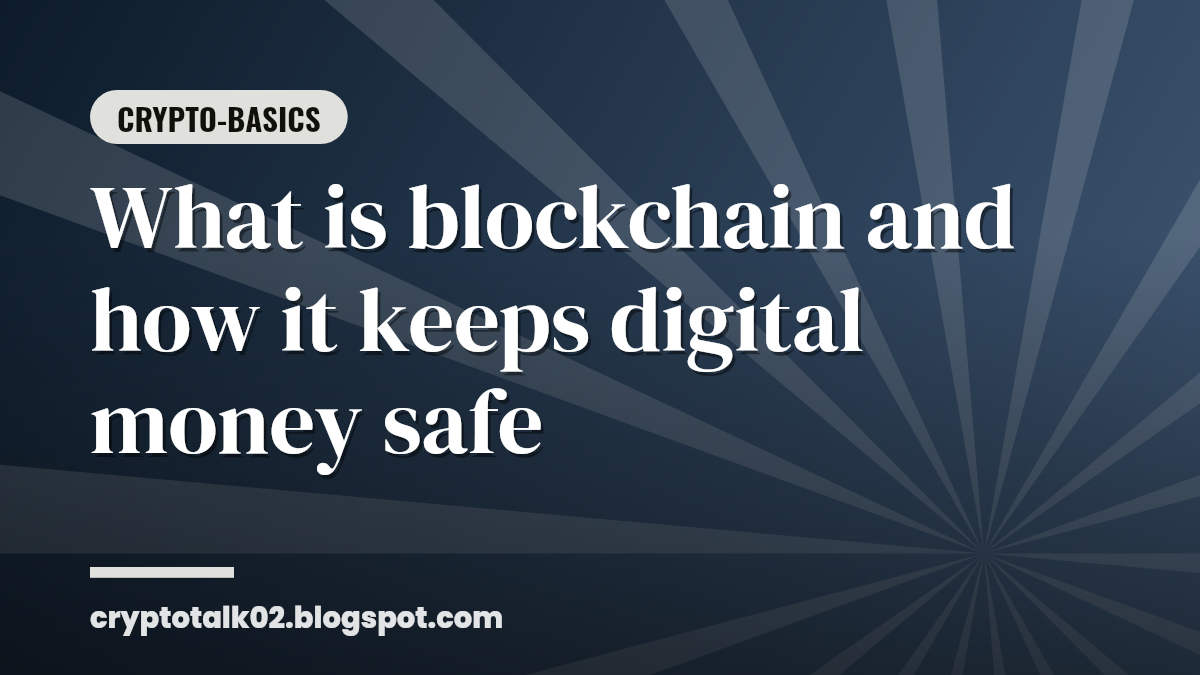 CRYPTO-BASICS
What is blockchain and
how it keeps digital
money safe
cryptotalk02.blogspot.com